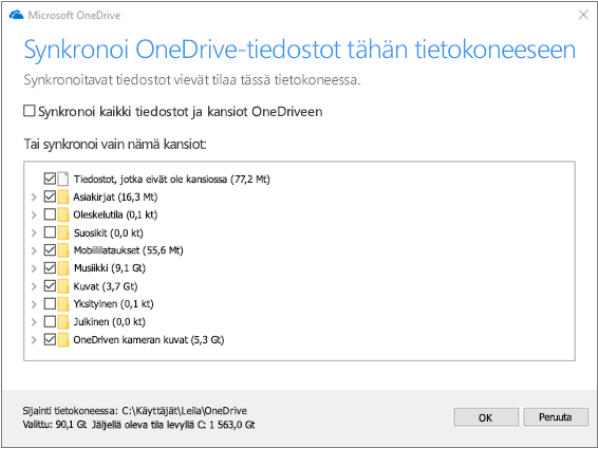 Microsoft OneDrive
Synkronoi OneDrive-tiedostot tähän tietokoneeseen
Synkronoitavat tiedostot vievät tilaa tässä tietokoneessa.
Synkronoi kaikki tiedostot ja kansiot OneDriveen
Tai synkronoi vain nämä kansiot:
Tiedostot, jotka eivät ole kansiossa (77,2 Mt)
Asiakirjat (16,3 Mt)
Oleskelutila (0,1 kt)
Suosikit (0,0 kt)
Mobiililataukset (55,6 Mt)
Musiikki (9,1 Gt)
Kuvat (3,7 Gt)
Yksityinen (0,1 kt)
Julkinen (0,0 kt)
OneDriven kameran kuvat (5,3 Gt)
Sijainti tietokoneessa: C:\Käyttäjät\Leila\OneDrive
Valittu: 90,1 Gt Jäljellä oleva tila levyllä C: 1 563,0 Gt
OK
Peruuta